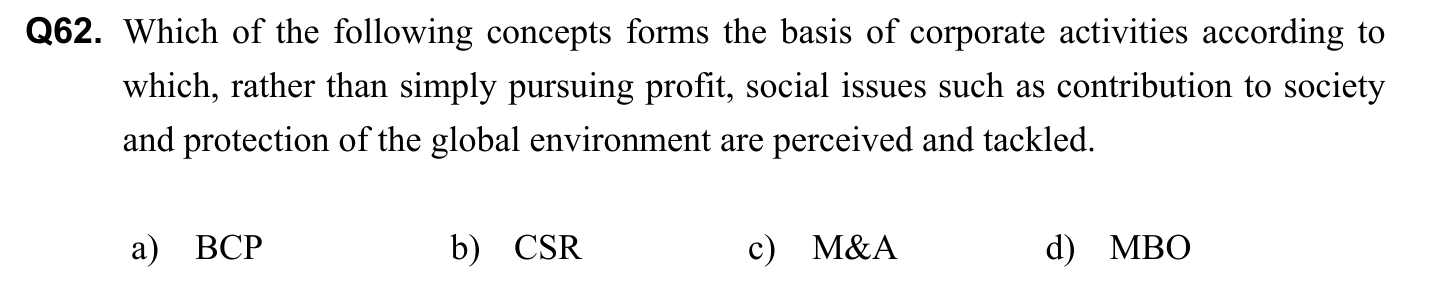 Q62. Which of the following concepts forms the basis of corporate activities according to
which, rather than simply pursuing profit, social issues such as contribution to society
and protection of the global environment are perceived and tackled.
a) BCP b) CSR c) M&A d) MBO